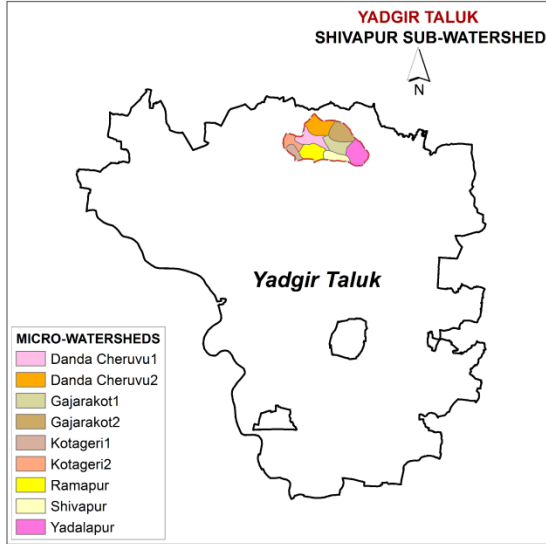 YADGIR TALUK
SHIVAPUR SUB-WATERSHED
N
Yadgir Taluk
MICRO-WATERSHEDS
Danda Cheruvu1
Danda Cheruvu2
Gajarakot1
Gajarakot2
Kotageri1
Kotageri2
Ramapur
Shivapur
Yadalapur